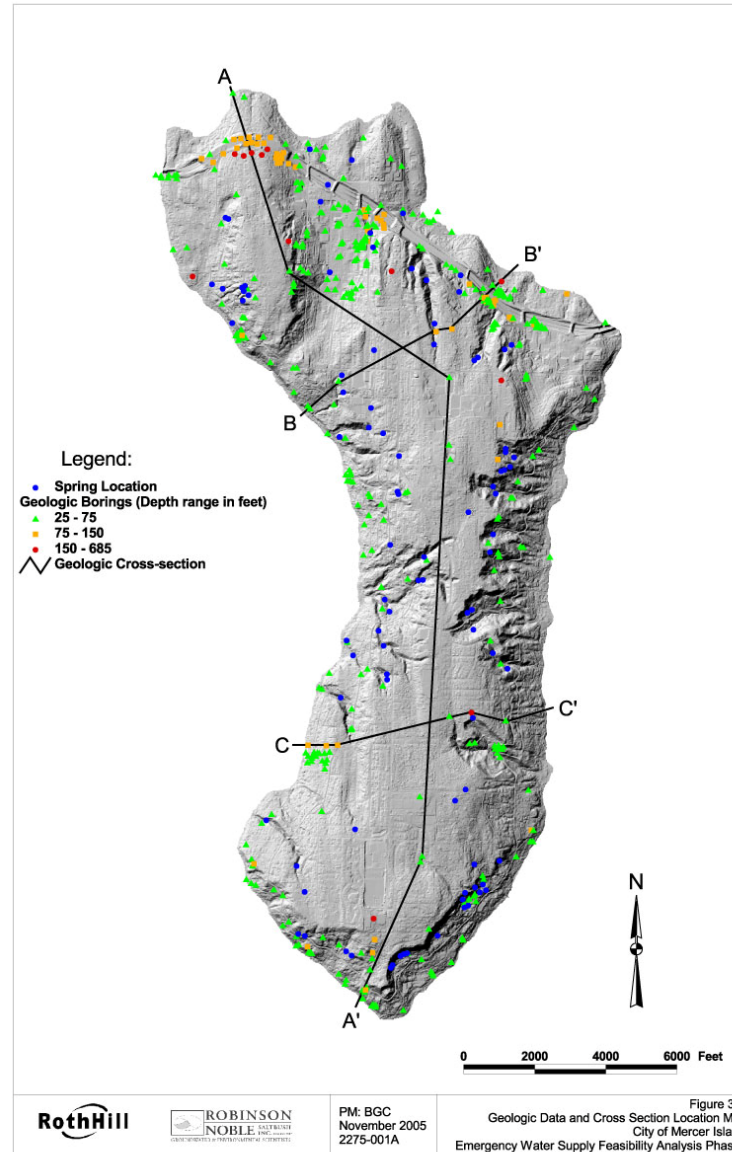 A
B'
B
Legend:
Spring Location
Geologic Borings (Depth range in feet)
25 - 75
75 - 150
150 - 685
Geologic Cross-section
C'
C
N
A'
0 2000 4000 6000 Feet
RothHill
ROBINSON
NOBLE SALTBUSH
INC.
PM: BGC
November 2005
2275-001A
Figure 3
Geologic Data and Cross Section Location M
City of Mercer Isla
Emergency Water Supply Feasibility Analysis Phas